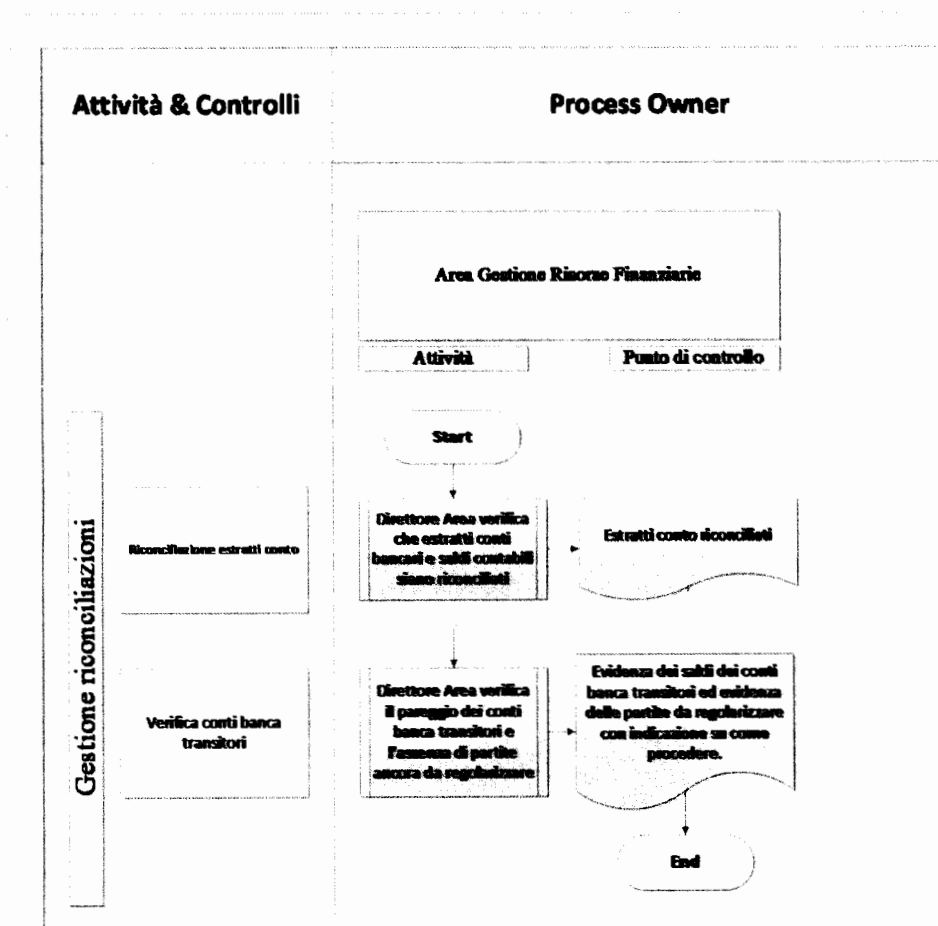 Attività & Controlli
Process Owner
Area Gestione Risorse Finanziarie
Attività
Punto di controllo
Start
Gestione riconciliazioni
Riconciliazione estratti conto
Direttore Area verifica
che estratti conti
bancari e saldi contabili
siano riconciliati
Estratti conto riconciliati
Verifica conti banca
transitori
Direttore Area verifica
il pareggio dei conti
banca transitori e
l'assenza di partite
ancora da regolarizzare
Evidenza dei saldi dei conti
banca transitori ed evidenza
delle partite da regolarizzare
con indicazione su come
procedere.
End